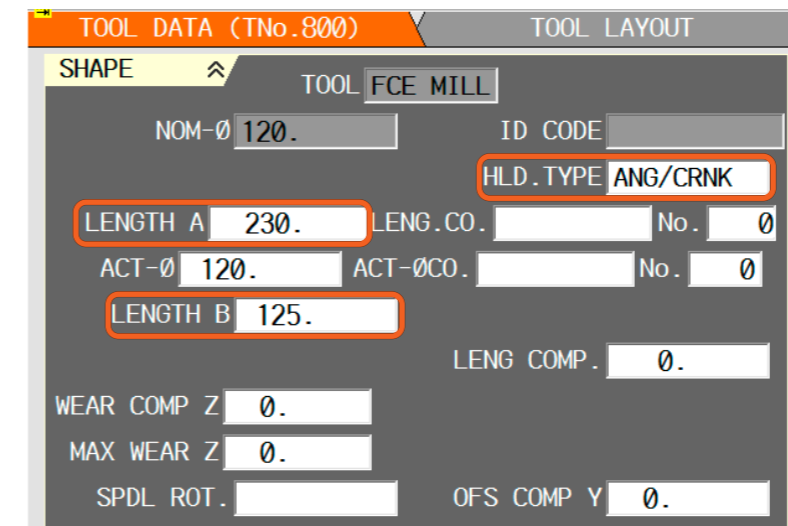 TOOL DATA (TNo.800) TOOL LAYOUT
SHAPE
TOOL FCE MILL
NOM-Ø 120. ID CODE
HLD.TYPE ANG/CRNK
LENGTH A 230. LENG.CO. No. 0
ACT-Ø 120. ACT-ØCO. No. 0
LENGTH B 125.
LENG COMP. 0.
WEAR COMP Z 0.
MAX WEAR Z 0.
SPDL ROT. OFS COMP Y 0.